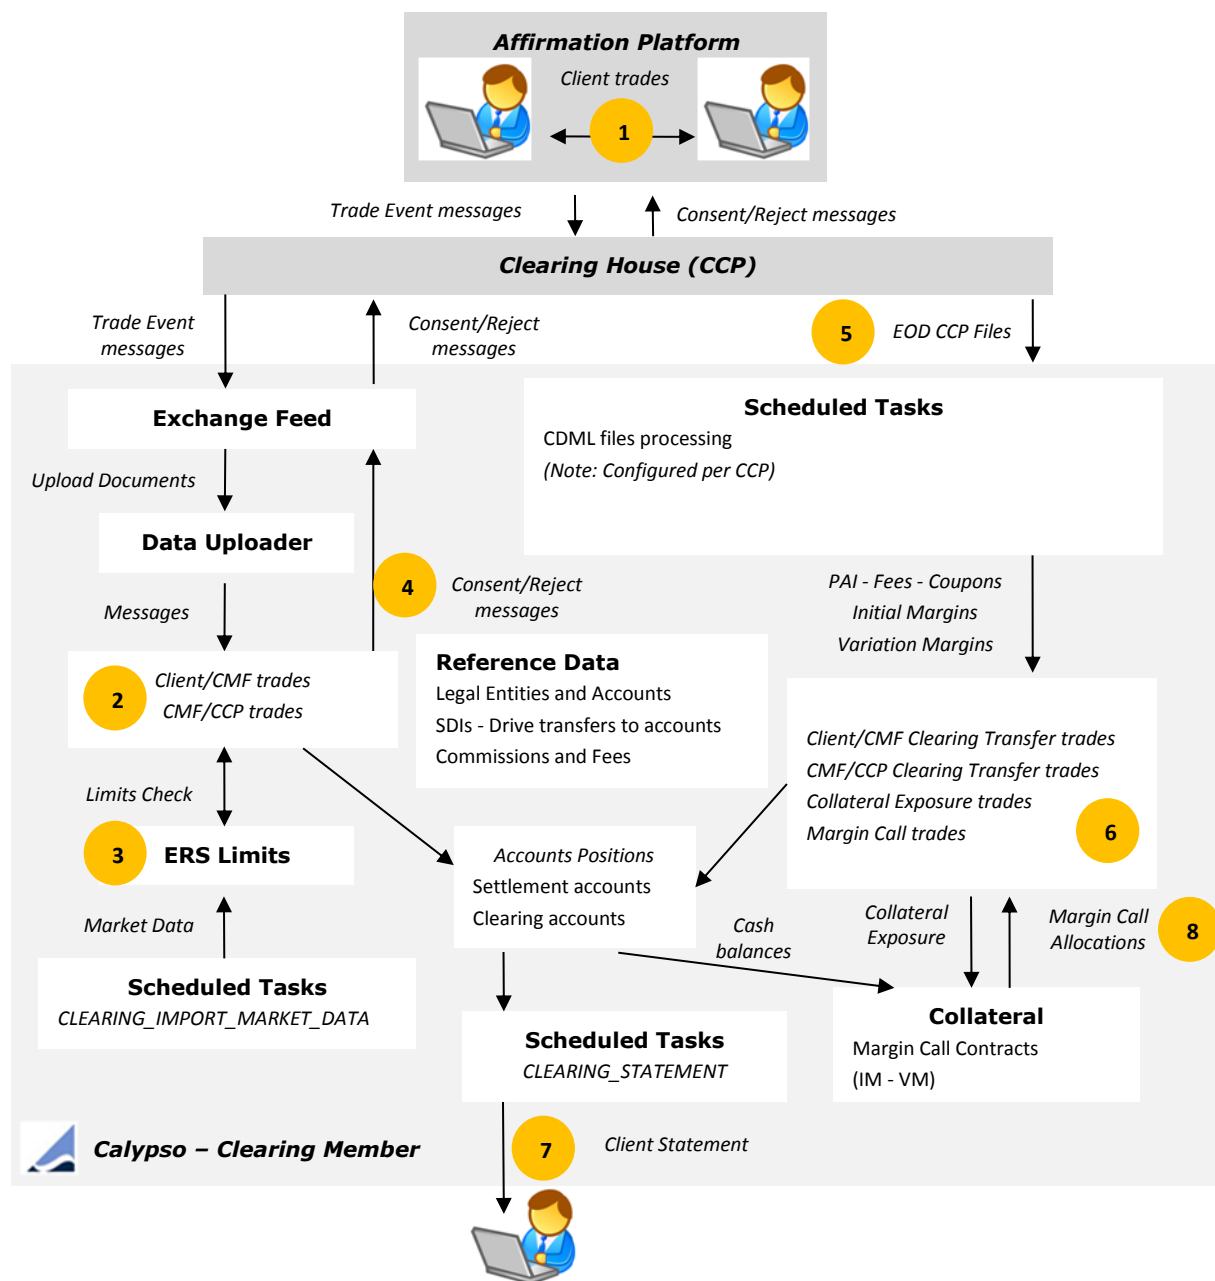 Affirmation Platform
Client trades
1
Trade Event messages
Consent/Reject messages
Clearing House (CCP)
Trade Event
messages
Consent/Reject
messages
5
EOD CCP Files
Exchange Feed
Scheduled Tasks
CDML files processing
(Note: Configured per CCP)
Upload Documents
Data Uploader
4
Consent/Reject
messages
Messages
PAI - Fees - Coupons
Initial Margins
Variation Margins
2
Client/CMF trades
CMF/CCP trades
Reference Data
Legal Entities and Accounts
SDIs - Drive transfers to accounts
Commissions and Fees
Client/CMF Clearing Transfer trades
CMF/CCP Clearing Transfer trades
Collateral Exposure trades
Margin Call trades
6
Limits Check
3
ERS Limits
Accounts Positions
Settlement accounts
Clearing accounts
Market Data
Cash
balances
Collateral
Exposure
Margin Call
Allocations
8
Scheduled Tasks
CLEARING_IMPORT_MARKET_DATA
Scheduled Tasks
CLEARING_STATEMENT
Collateral
Margin Call Contracts
(IM - VM)
Calypso – Clearing Member
7
Client Statement